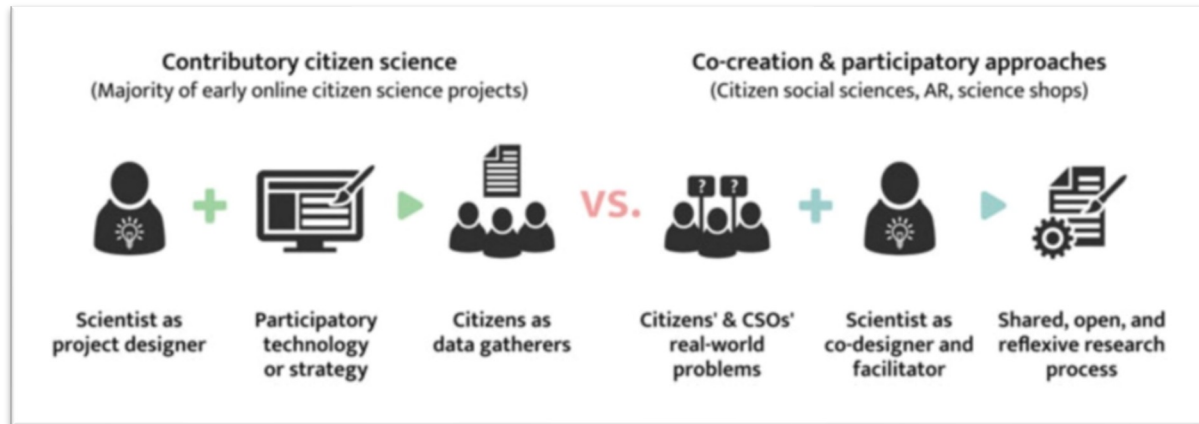 Contributory citizen science
(Majority of early online citizen science projects)
Scientist as
project designer
Participatory
technology
or strategy
Citizens as
data gatherers
vs.
Co-creation & participatory approaches
(Citizen social sciences, AR, science shops)
? ?
Citizens' & CSOs'
real-world
problems
Scientist as
co-designer and
facilitator
Shared, open, and
reflexive research
process